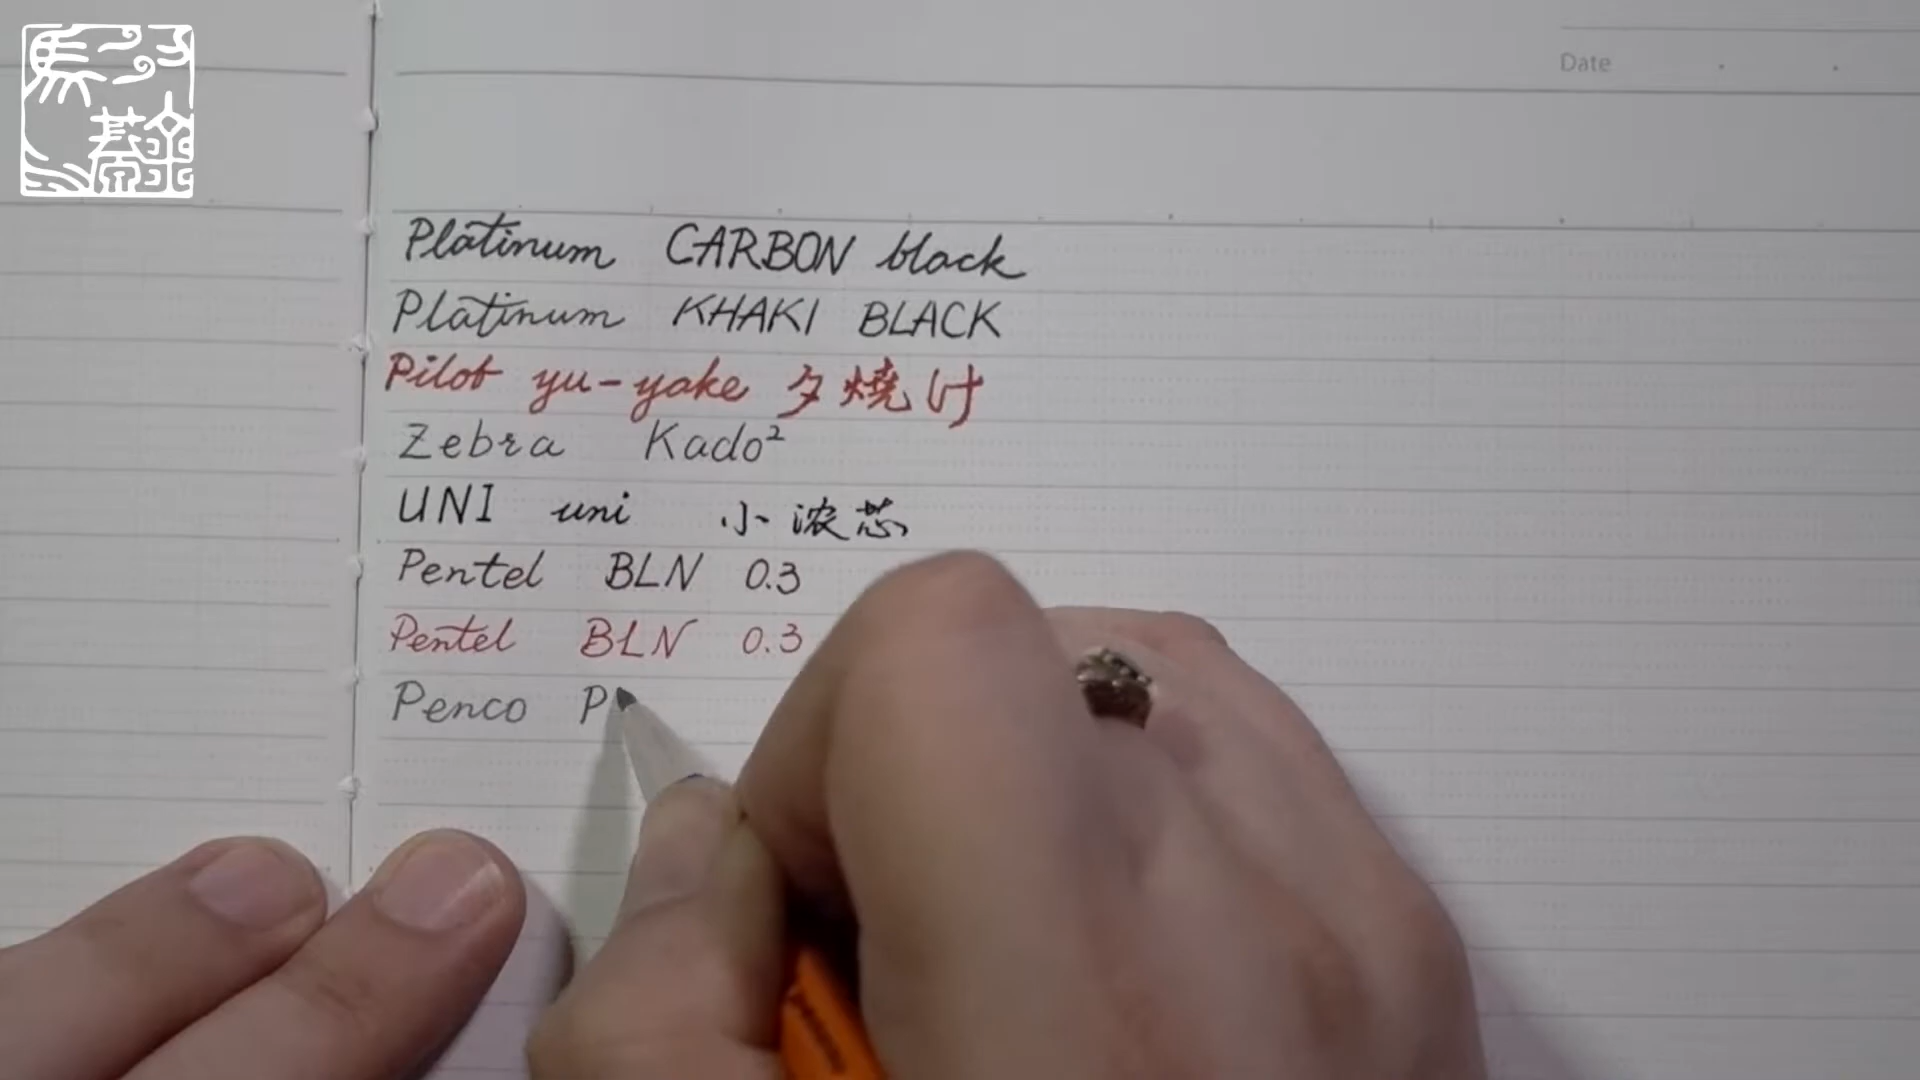 Date
Platinum CARBON black
Platinum KHAKI BLACK
Pilot yu-yake 夕焼け
Zebra Kado²
UNI uni 小浓芯
Pentel BLN 0.3
Pentel BLN 0.3
Penco P